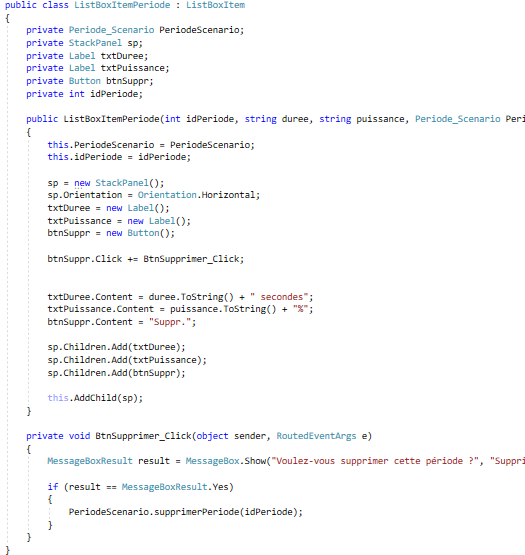 public class ListBoxItemPeriode : ListBoxItem
{
private Periode_Scenario PeriodeScenario;
private StackPanel sp;
private Label txtDuree;
private Label txtPuissance;
private Button btnSuppr;
private int idPeriode;
public ListBoxItemPeriode(int idPeriode, string duree, string puissance, Periode_Scenario Peri
{
this.PeriodeScenario = PeriodeScenario;
this.idPeriode = idPeriode;
sp = new StackPanel();
sp.Orientation = Orientation.Horizontal;
txtDuree = new Label();
txtPuissance = new Label();
btnSuppr = new Button();
btnSuppr.Click += BtnSupprimer_Click;
txtDuree.Content = duree.ToString() + " secondes";
txtPuissance.Content = puissance.ToString() + "%";
btnSuppr.Content = "Suppr.";
sp.Children.Add(txtDuree);
sp.Children.Add(txtPuissance);
sp.Children.Add(btnSuppr);
this.AddChild(sp);
}
private void BtnSupprimer_Click(object sender, RoutedEventArgs e)
{
MessageBoxResult result = MessageBox.Show("Voulez-vous supprimer cette période ?", "Suppri
if (result == MessageBoxResult.Yes)
{
PeriodeScenario.supprimerPeriode(idPeriode);
}
}
}